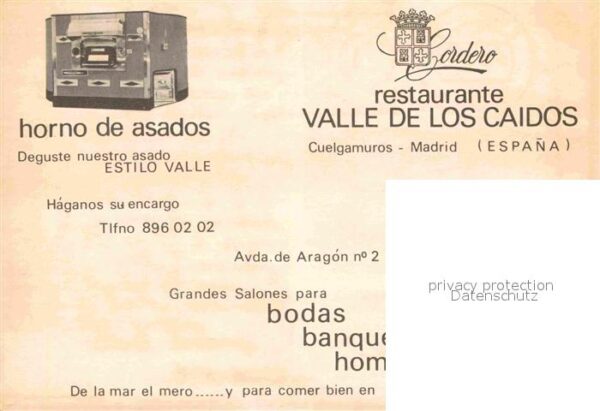 Cordero
restaurante
VALLE DE LOS CAIDOS
Cuelgamuros - Madrid (ESPAÑA)
horno de asados
Deguste nuestro asado
ESTILO VALLE
Háganos su encargo
Tlfno 896 02 02
Avda. de Aragón nº 2
Grandes Salones para
bodas
banque
hom
De la mar el mero......y para comer bien en
privacy protection
Datenschutz